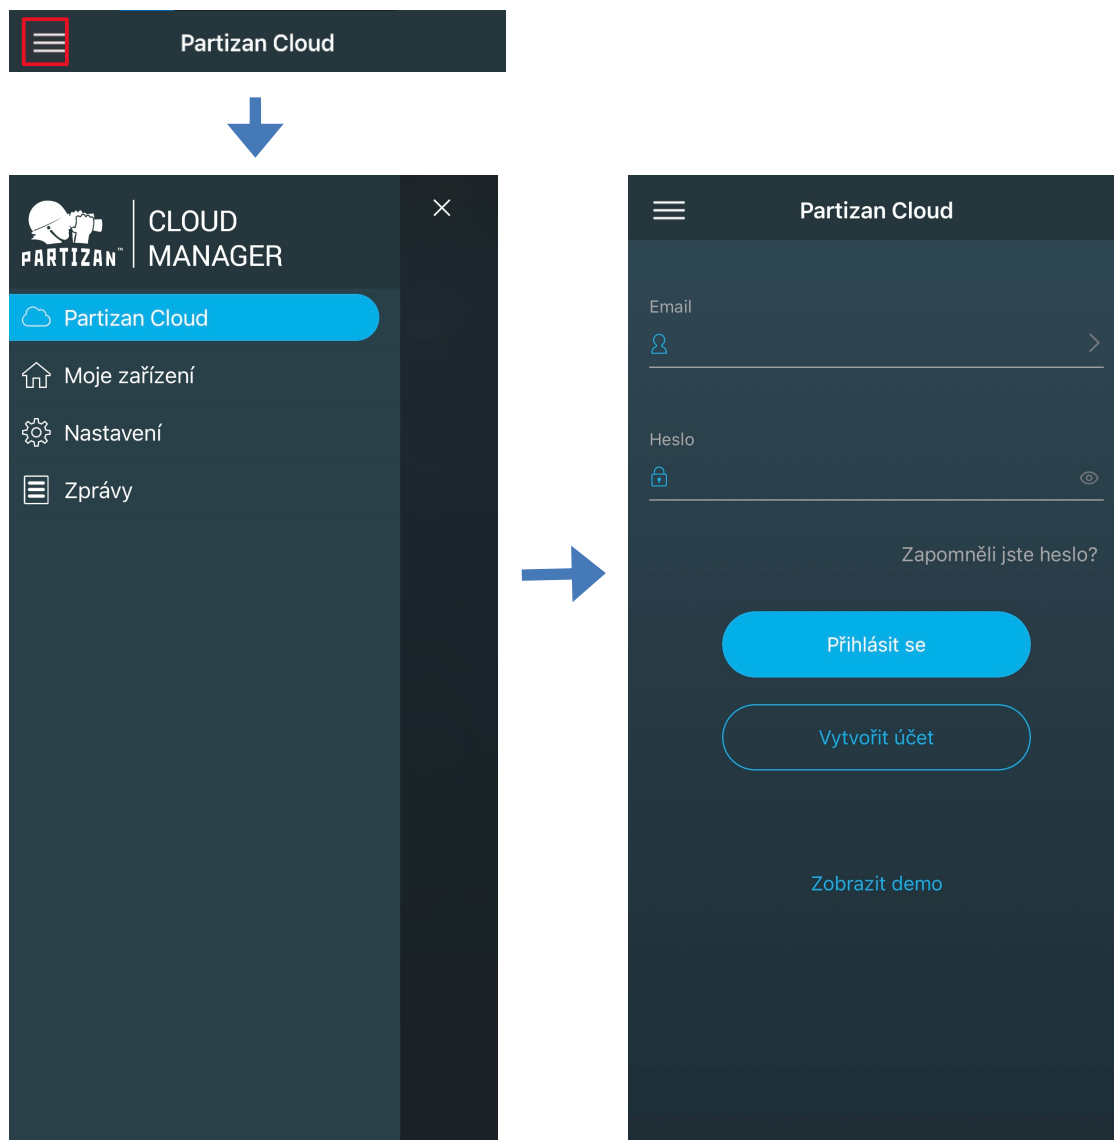 Partizan Cloud
PARTIZAN™
CLOUD
MANAGER
Partizan Cloud
Moje zařízení
Nastavení
Zprávy
Partizan Cloud
Email
Heslo
Zapomněli jste heslo?
Přihlásit se
Vytvořit účet
Zobrazit demo